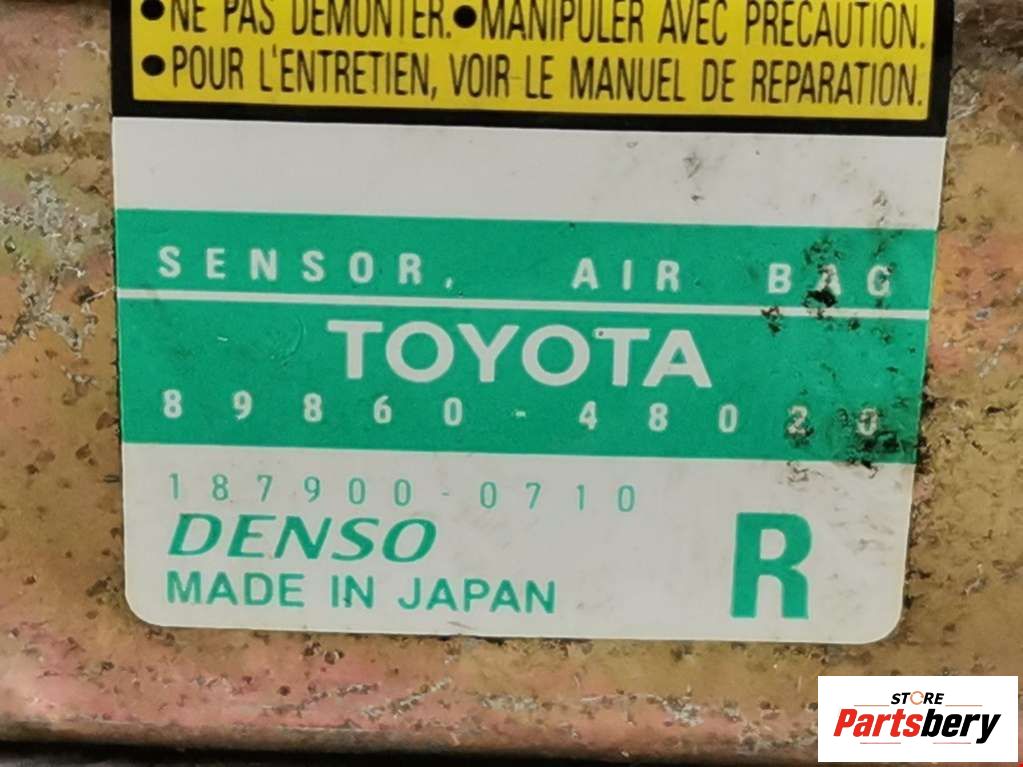 •NE PAS DEMONTER. •MANIPULER AVEC PRECAUTION.
•POUR L'ENTRETIEN, VOIR LE MANUEL DE REPARATION.
SENSOR, AIR BAG
TOYOTA
89860-48020
187900-0710
DENSO
MADE IN JAPAN
R
STORE
Partsbery